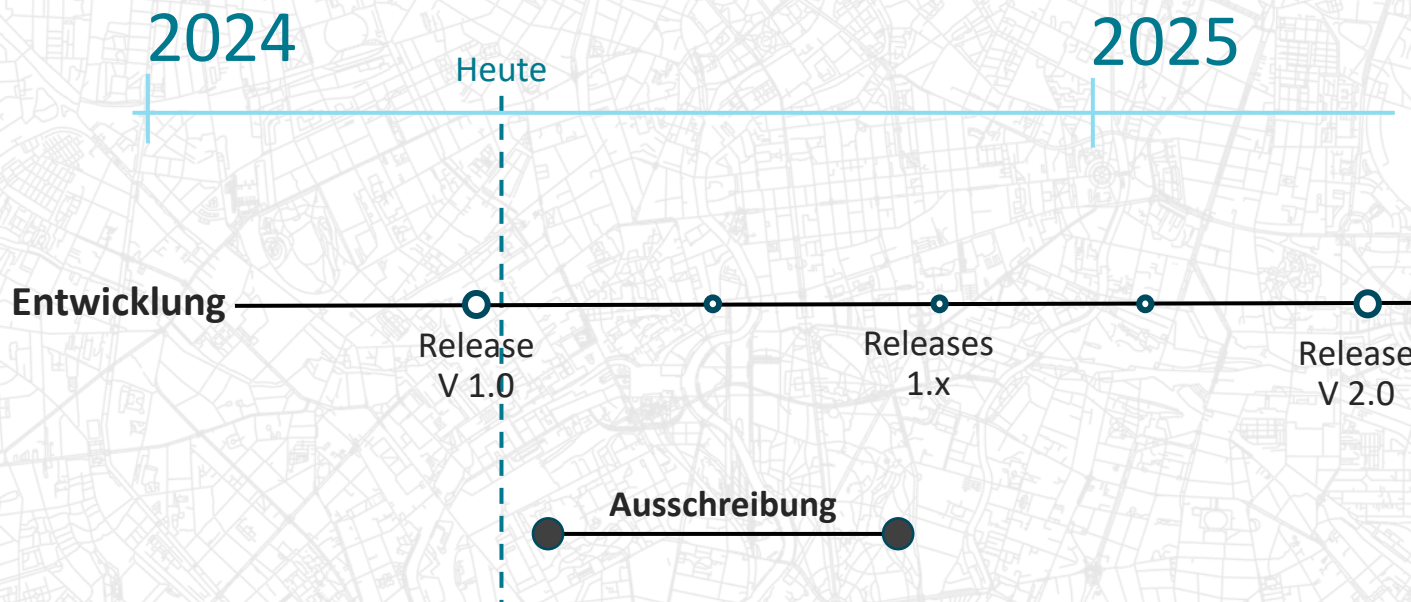 2024
2025
Heute
Entwicklung
Release
V 1.0
Releases
1.x
Release
V 2.0
Ausschreibung